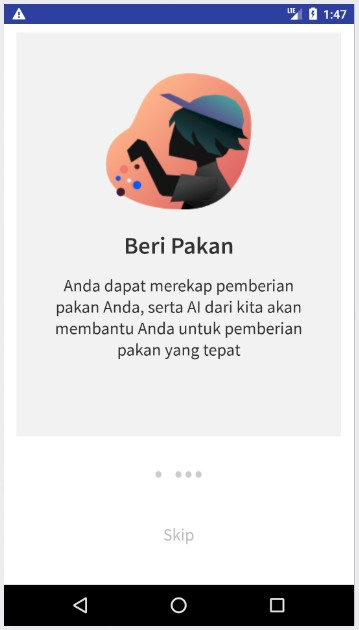 LTE 1:47
Beri Pakan
Anda dapat merekap pemberian
pakan Anda, serta AI dari kita akan
membantu Anda untuk pemberian
pakan yang tepat
Skip